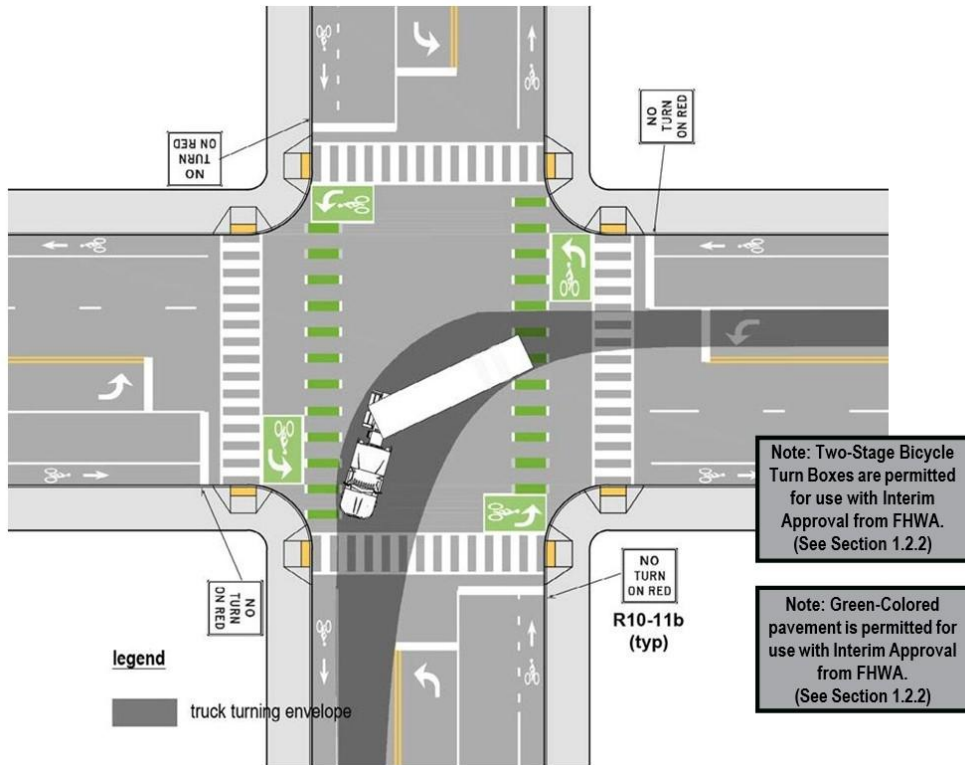 NO
TURN
ON RED
NO
TURN
ON RED
Note: Two-Stage Bicycle
Turn Boxes are permitted
for use with Interim
Approval from FHWA.
(See Section 1.2.2)
NO
TURN
ON RED
NO
TURN
ON RED
R10-11b
(typ)
Note: Green-Colored
pavement is permitted for
use with Interim Approval
from FHWA.
(See Section 1.2.2)
legend
truck turning envelope